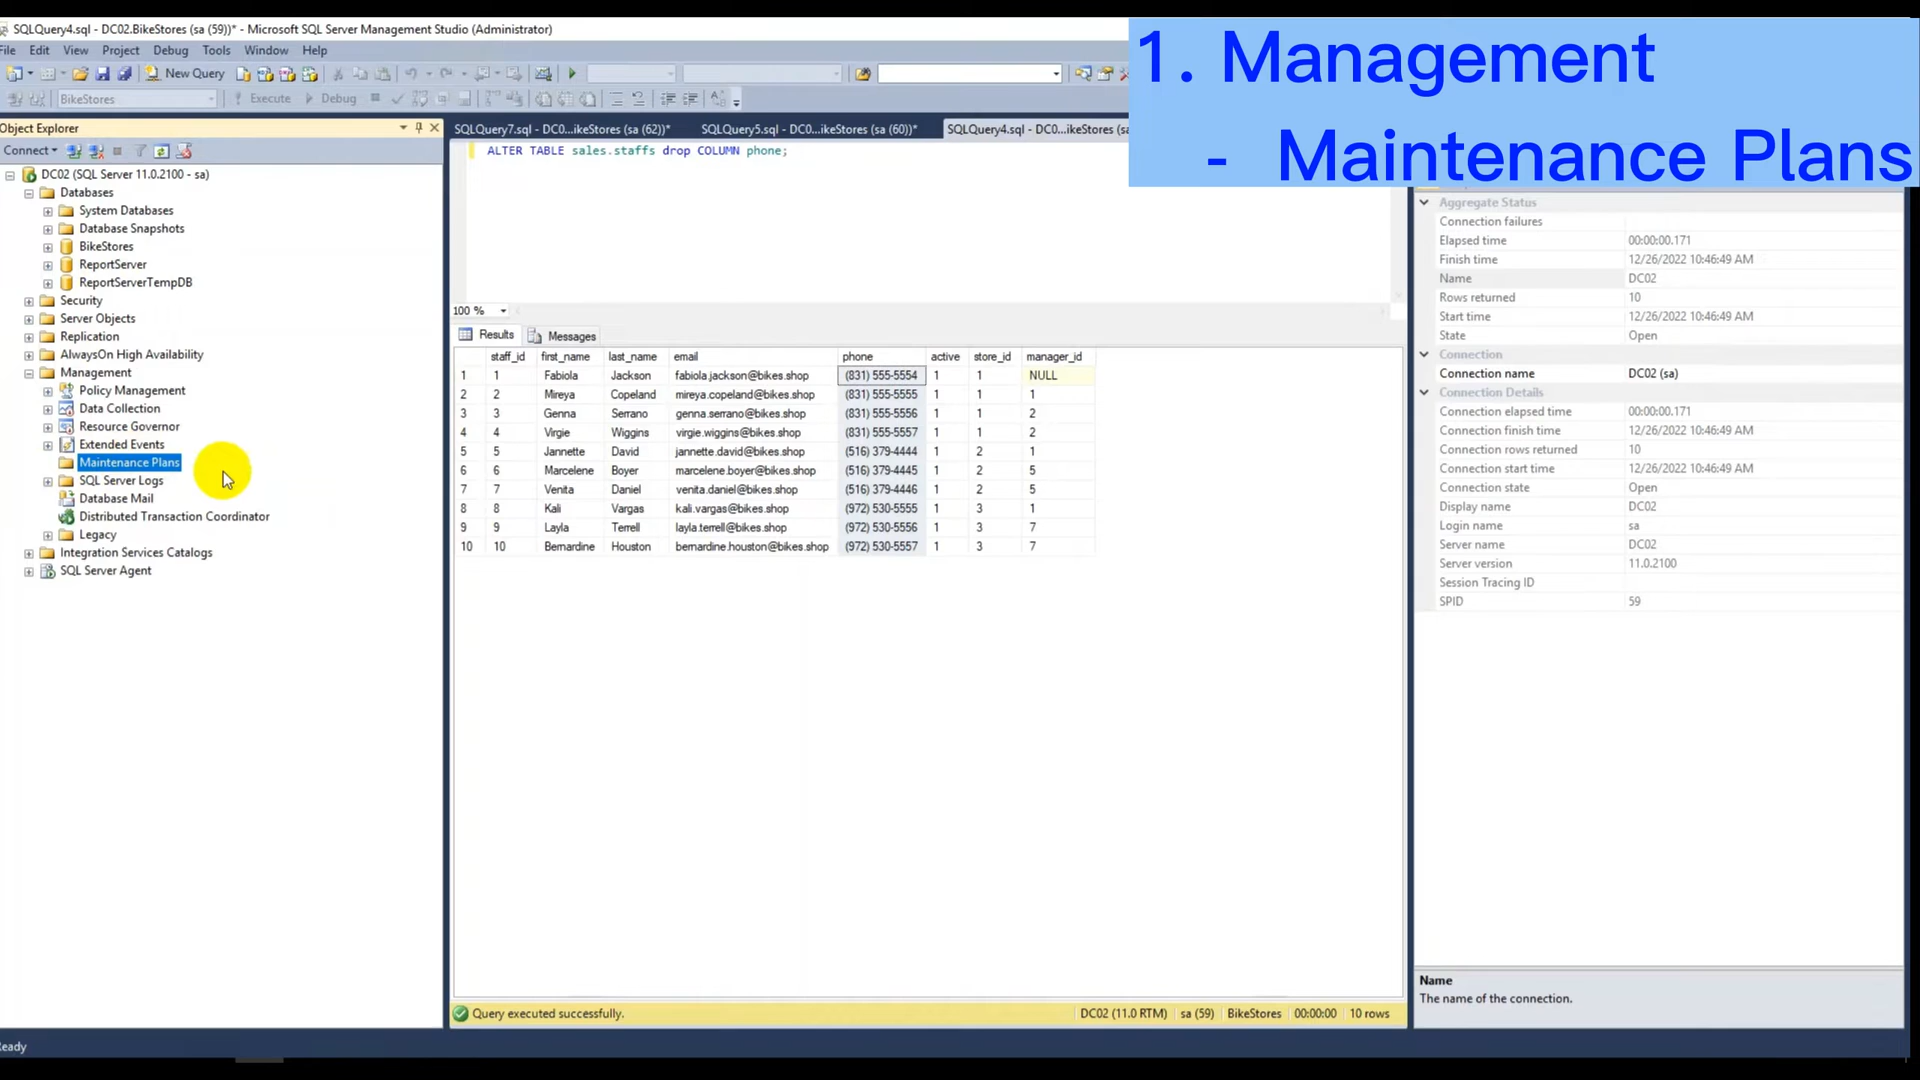 SQLQuery4.sql - DC02.BikeStores (sa (59))* - Microsoft SQL Server Management Studio (Administrator)
File Edit View Project Debug Tools Window Help
New Query
BikeStores Execute Debug
1. Management
- Maintenance Plans
Object Explorer
Connect
DC02 (SQL Server 11.0.2100 - sa)
Databases
System Databases
Database Snapshots
BikeStores
ReportServer
ReportServerTempDB
Security
Server Objects
Replication
AlwaysOn High Availability
Management
Policy Management
Data Collection
Resource Governor
Extended Events
Maintenance Plans
SQL Server Logs
Database Mail
Distributed Transaction Coordinator
Legacy
Integration Services Catalogs
SQL Server Agent
SQLQuery7.sql - DC0...ikeStores (sa (62))* SQLQuery5.sql - DC0...ikeStores (sa (60))* SQLQuery4.sql - DC0...ikeStores (sa
ALTER TABLE sales.staffs drop COLUMN phone;
100 %
Results Messages
staff_id first_name last_name email phone active store_id manager_id
1 1 Fabiola Jackson fabiola.jackson@bikes.shop (831) 555-5554 1 1 NULL
2 2 Mireya Copeland mireya.copeland@bikes.shop (831) 555-5555 1 1 1
3 3 Genna Serrano genna.serrano@bikes.shop (831) 555-5556 1 1 2
4 4 Virgie Wiggins virgie.wiggins@bikes.shop (831) 555-5557 1 1 2
5 5 Jannette David jannette.david@bikes.shop (516) 379-4444 1 2 1
6 6 Marcelene Boyer marcelene.boyer@bikes.shop (516) 379-4445 1 2 5
7 7 Venita Daniel venita.daniel@bikes.shop (516) 379-4446 1 2 5
8 8 Kali Vargas kali.vargas@bikes.shop (972) 530-5555 1 3 1
9 9 Layla Terrell layla.terrell@bikes.shop (972) 530-5556 1 3 7
10 10 Bernardine Houston bernardine.houston@bikes.shop (972) 530-5557 1 3 7
Query executed successfully. DC02 (11.0 RTM) sa (59) BikeStores 00:00:00 10 rows
Aggregate Status
Connection failures
Elapsed time 00:00:00.171
Finish time 12/26/2022 10:46:49 AM
Name DC02
Rows returned 10
Start time 12/26/2022 10:46:49 AM
State Open
Connection
Connection name DC02 (sa)
Connection Details
Connection elapsed time 00:00:00.171
Connection finish time 12/26/2022 10:46:49 AM
Connection rows returned 10
Connection start time 12/26/2022 10:46:49 AM
Connection state Open
Display name DC02
Login name sa
Server name DC02
Server version 11.0.2100
Session Tracing ID
SPID 59
Name
The name of the connection.
Ready